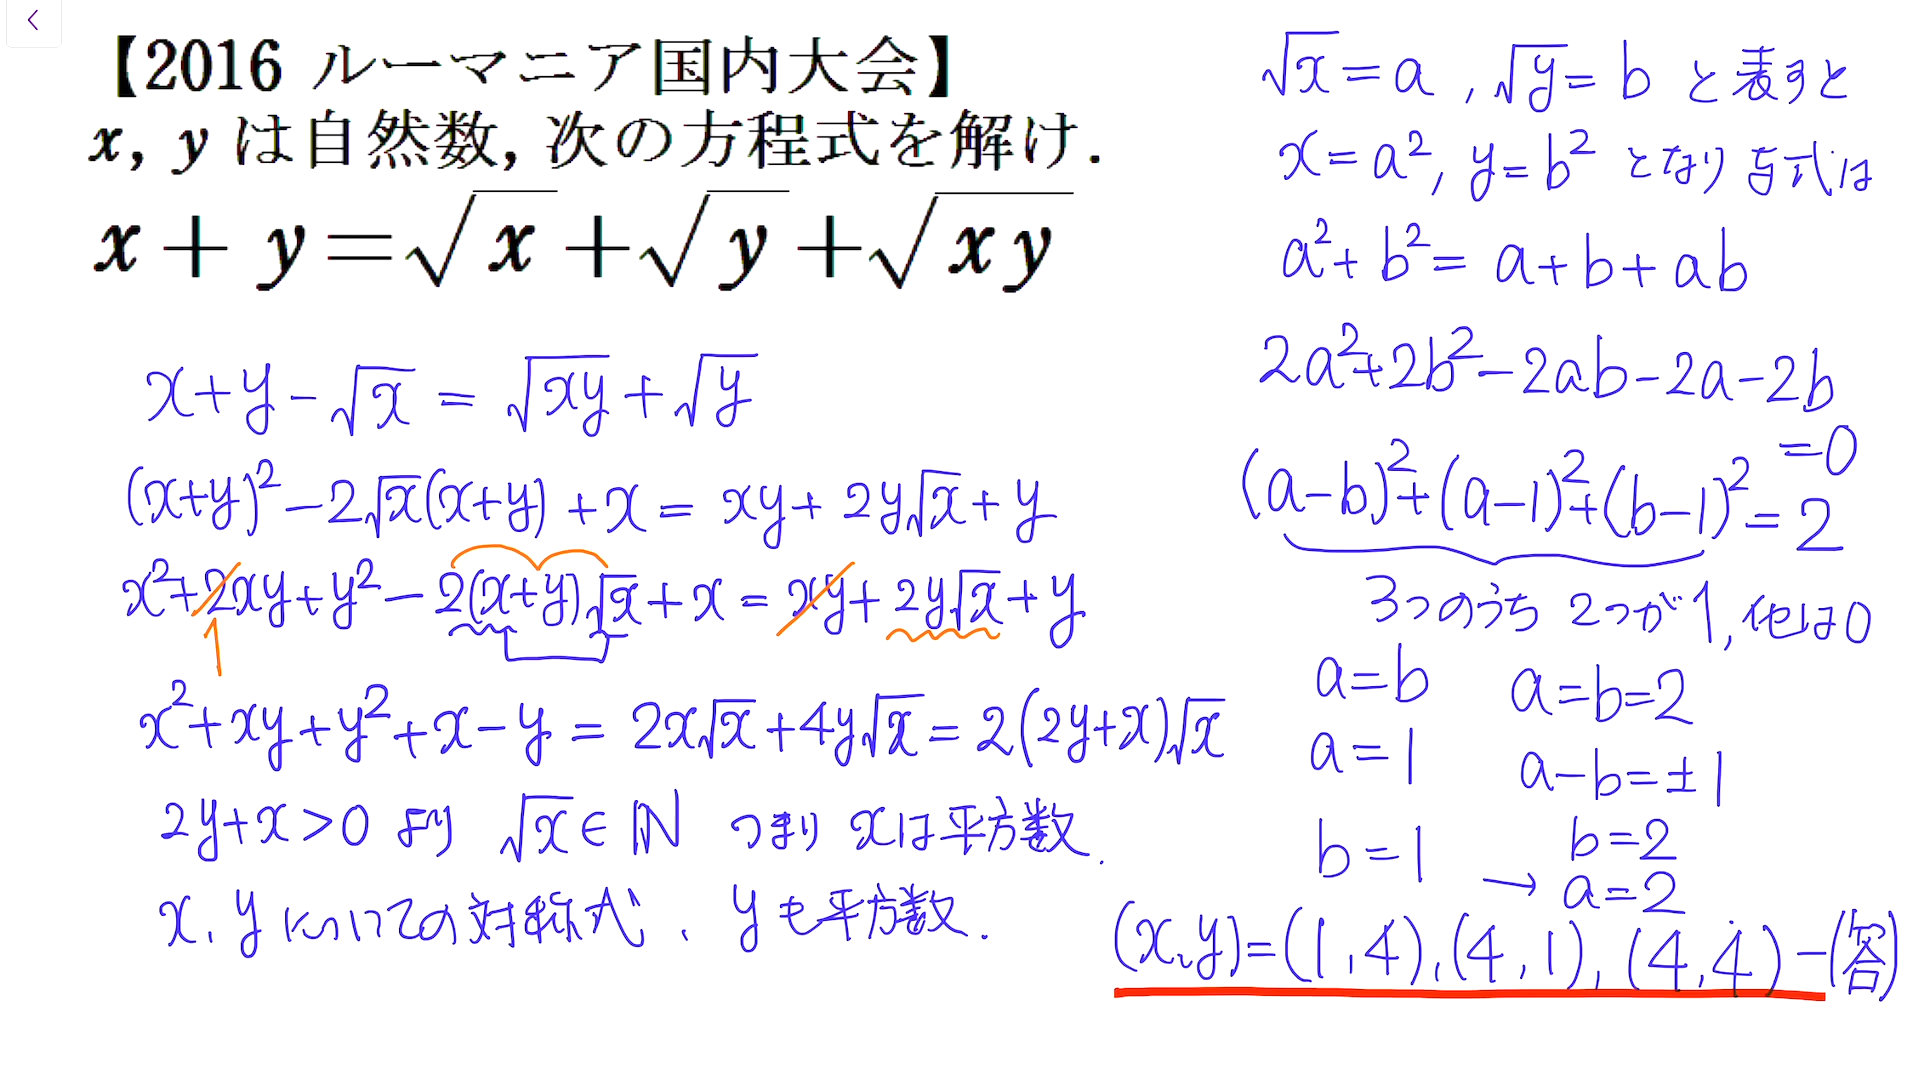 【2016 ルーマニア国内大会】
x, y は自然数, 次の方程式を解け.
x + y = √x + √y + √xy
x+y-√x = √xy + √y
(x+y)² - 2√x(x+y) + x = xy + 2y√x + y
x² + 2xy + y² - 2(x+y)√x + x = xy + 2y√x + y
1
x² + xy + y² + x - y = 2x√x + 4y√x = 2(2y+x)√x
2y+x > 0 より √x ∈ ℕ つまり xは平方数.
x, y についての対称式, yも平方数.
√x = a , √y = b と表すと
x = a², y = b² となり 与式は
a² + b² = a + b + ab
2a² + 2b² - 2ab - 2a - 2b
= 0
(a-b)² + (a-1)² + (b-1)² = 2
3つのうち 2つが1, 他は0
a = b a = b = 2
a = 1 a - b = ±1
b = 1 b = 2
→ a = 2
(x,y) = (1,4), (4,1), (4,4) – (答)